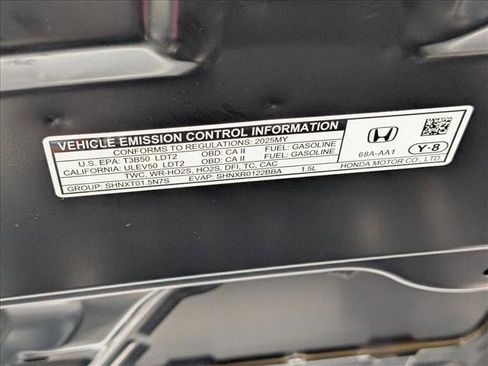 VEHICLE EMISSION CONTROL INFORMATION
CONFORMS TO REGULATIONS: 2025MY
U.S. EPA: T3B50 LDT2 OBD: CA II FUEL: GASOLINE
CALIFORNIA: ULEV50 LDT2 OBD: CA II FUEL: GASOLINE
TWC, WR-HO2S, HO2S, DFI, TC, CAC
GROUP: SHNXT01.5N7S EVAP: SHNXR0122BBA 1.5L
68A-AA1 Y-8
HONDA MOTOR CO., LTD.